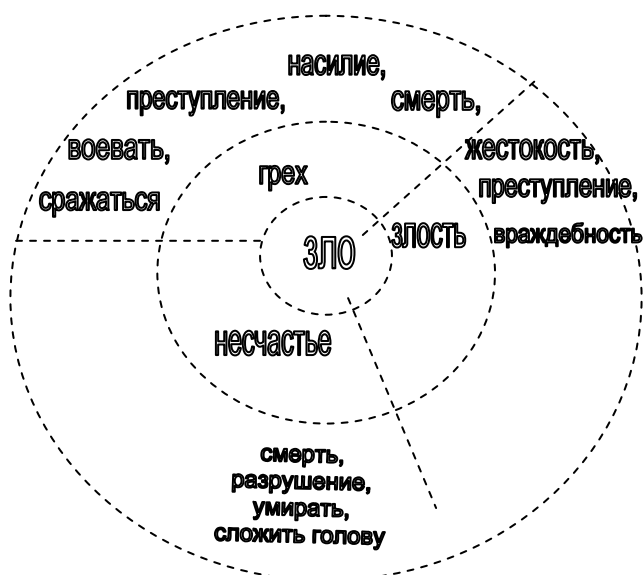 насилие,
преступление,
смерть,
воевать,
сражаться
жестокость,
преступление,
враждебность
грех
ЗЛО
злость
несчастье
смерть,
разрушение,
умирать,
сложить голову